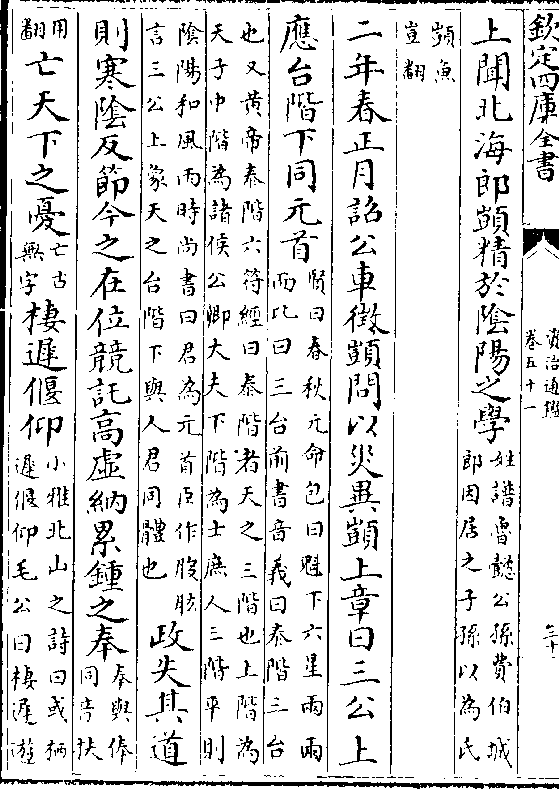 欽定四庫全書
資治通鑑
卷五十一
三十
上聞北海郎顗精於陰陽之學
姓譜魯懿公孫費伯城
郎因居之子孫以為氏
顗魚
豈翻
二年春正月詔公車徵顗問以災異顗上章曰三公上
應台階下同元首
賢曰春秋元命包曰魁下六星兩兩
而比曰三台前書音義曰泰階三台
也又黄帝泰階六符經曰泰階者天之三階也上階為
天子中階為諸侯公卿大夫下階為士庶人三階平則
陰陽和風雨時尚書曰君為元首臣作股肱
言三公上象天之台階下與人君同體也
政失其道
則寒陰反節今之在位競託高虛納累鍾之奉
奉與俸
同音扶
用
翻
亡天下之憂
亡古
無字
棲遲偃仰
小雅北山之詩曰或栖
遲偃仰毛公曰棲遲遊